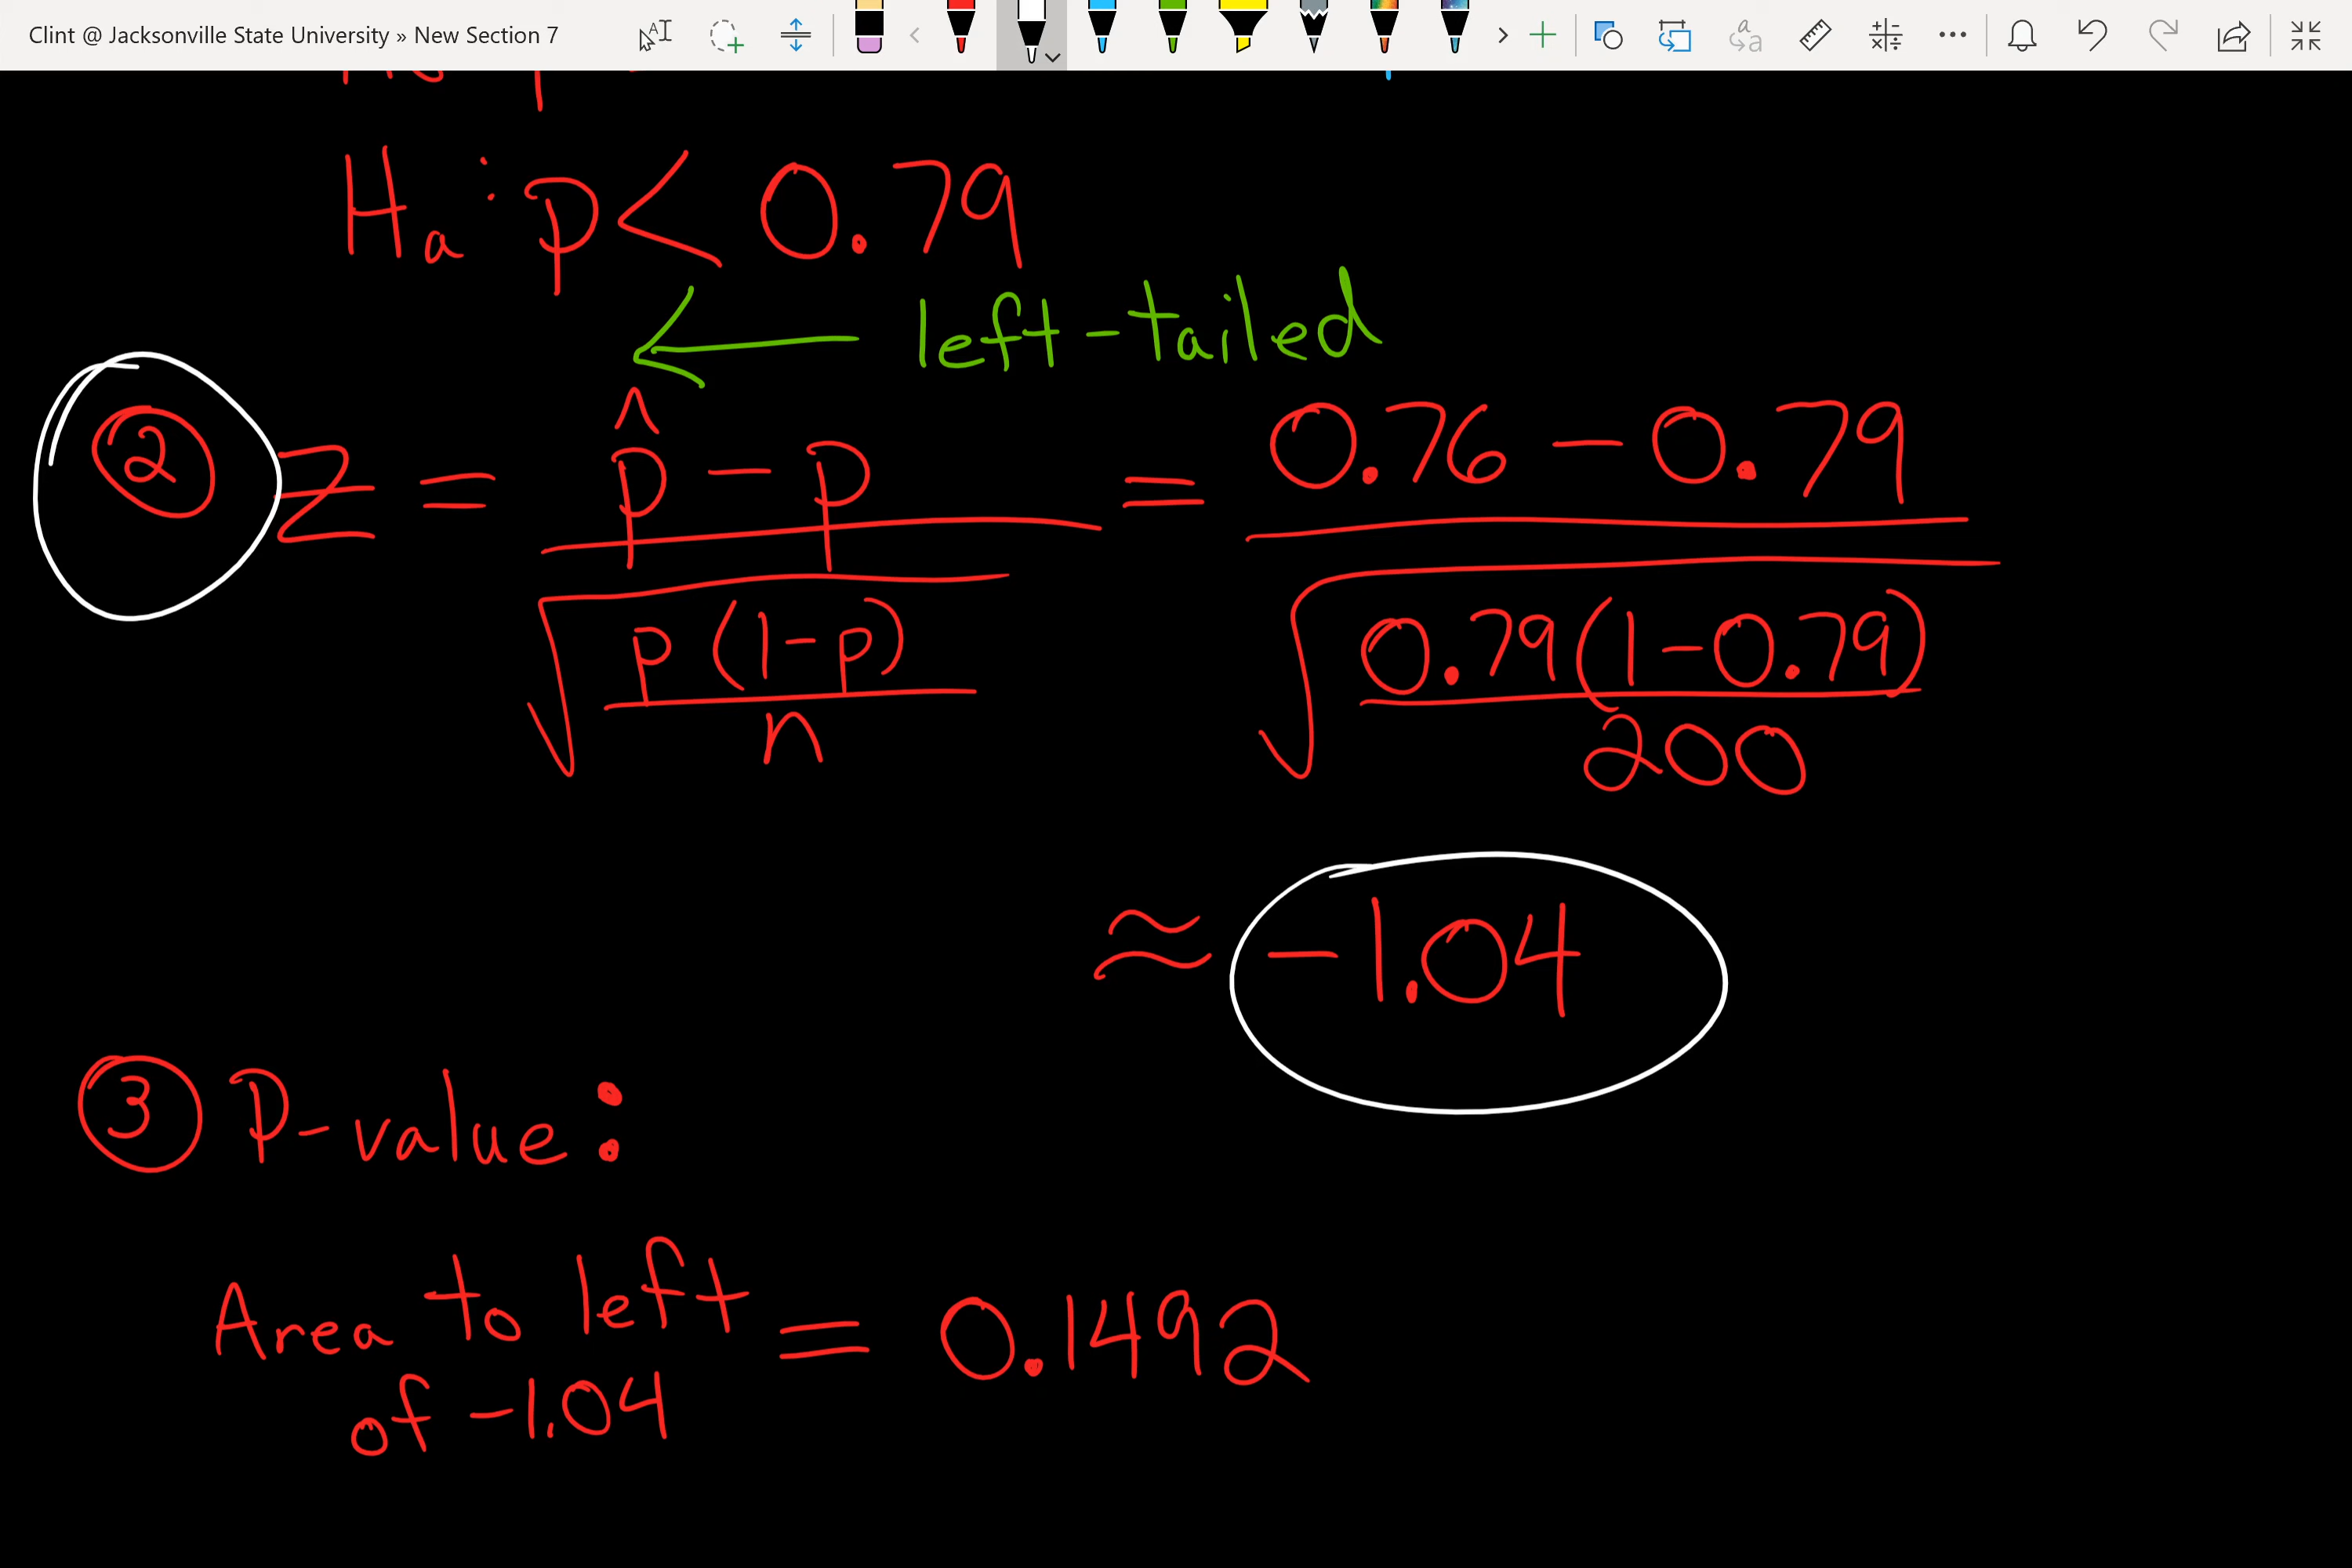 Clint @ Jacksonville State University » New Section 7
Ha: p < 0.79
left-tailed
② z = p̂ - p / √(p(1-p)/n) = 0.76 - 0.79 / √(0.79(1-0.79)/200)
≈ -1.04
③ P-value:
Area to left = 0.1492
of -1.04